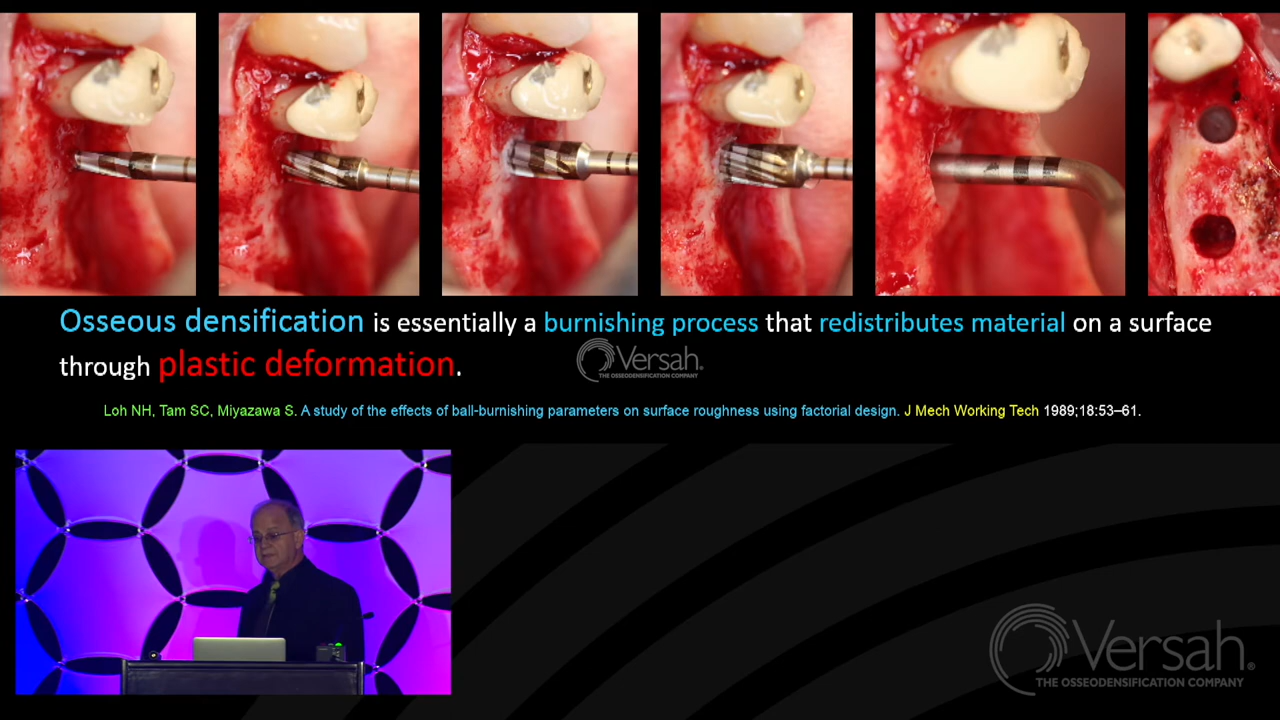 Osseous densification is essentially a burnishing process that redistributes material on a surface
through plastic deformation.
Versah®
THE OSSEODENSIFICATION COMPANY
Loh NH, Tam SC, Miyazawa S. A study of the effects of ball-burnishing parameters on surface roughness using factorial design. J Mech Working Tech 1989;18:53–61.
Versah®
THE OSSEODENSIFICATION COMPANY